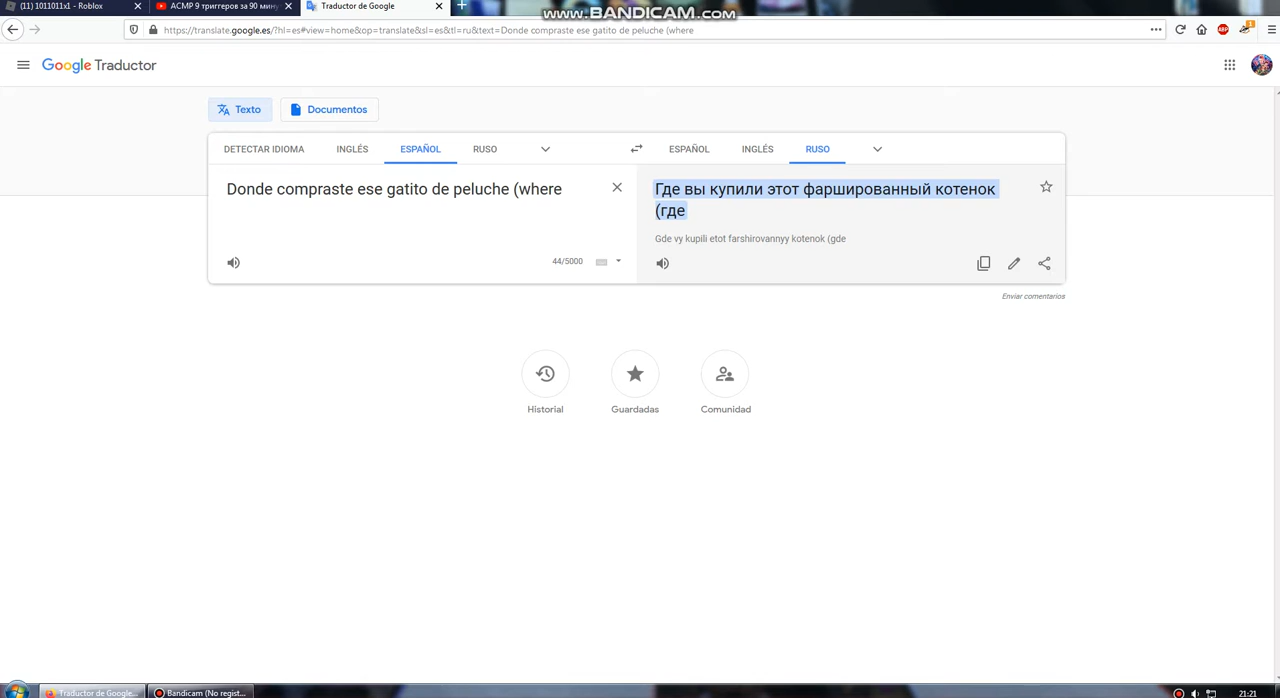 www.BANDICAM.com
(11) 1011011x1 - Roblox
АСМР 9 триггеров за 90 мину
Traductor de Google
https://translate.google.es/?hl=es#view=home&op=translate&sl=es&tl=ru&text=Donde compraste ese gatito de peluche (where
ABP
1
Google Traductor
Texto
Documentos
DETECTAR IDIOMA
INGLÉS
ESPAÑOL
RUSO
ESPAÑOL
INGLÉS
RUSO
Donde compraste ese gatito de peluche (where
Где вы купили этот фаршированный котенок
(где
Gde vy kupili etot farshirovannyy kotenok (gde
44/5000
Enviar comentarios
Historial
Guardadas
Comunidad
Traductor de Google...
Bandicam (No regist...
21:21